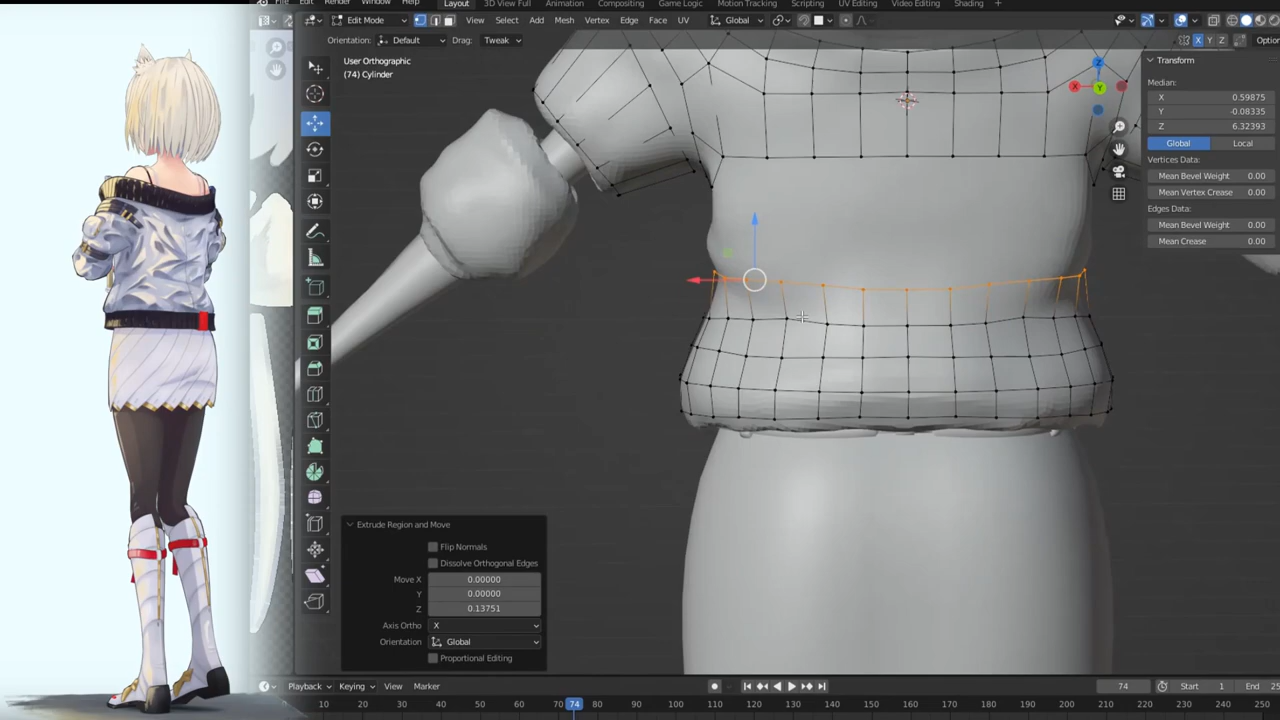 File Edit Render Window Help Layout 3D View Full Animation Scripting Compositing Game Logic Motion Tracking Scripting UV Editing Video Editing Shading +
Edit Mode View Select Add Mesh Vertex Edge Face UV Global
Orientation: Default Drag: Tweak X Y Z
User Orthographic
(74) Cylinder
Transform
Median:
X 0.59875
Y -0.08335
Z 6.32393
Global Local
Vertices Data:
Mean Bevel Weight 0.00
Mean Vertex Crease 0.00
Edges Data:
Mean Bevel Weight 0.00
Mean Crease 0.00
Z
X Y
Extrude Region and Move
Flip Normals
Dissolve Orthogonal Edges
Move X 0.00000
Y 0.00000
Z 0.13751
Axis Ortho X
Orientation Global
Proportional Editing
Playback Keying View Marker 74 Start 1 End
10 20 30 40 50 60 74 80 90 100 110 120 130 140 150 160 170 180 190 200 210 220 230 240 250